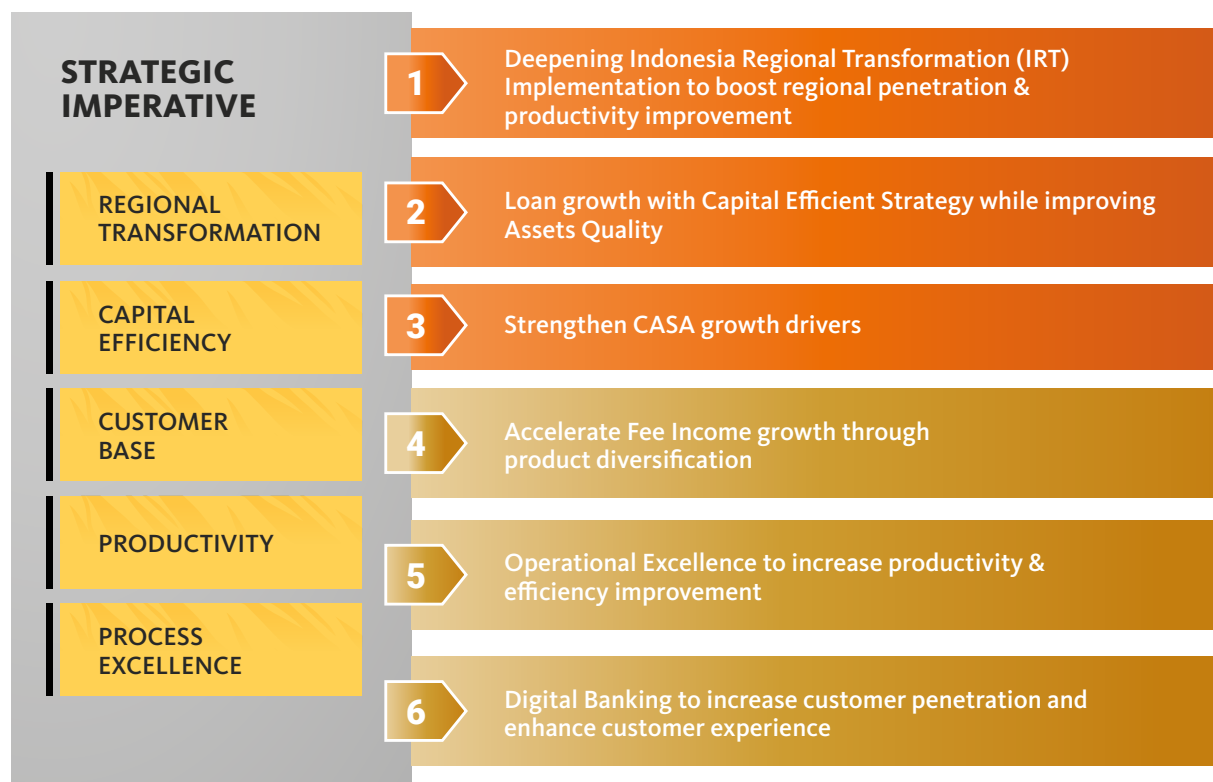 STRATEGIC
IMPERATIVE
REGIONAL
TRANSFORMATION
CAPITAL
EFFICIENCY
CUSTOMER
BASE
PRODUCTIVITY
PROCESS
EXCELLENCE
1
Deepening Indonesia Regional Transformation (IRT)
Implementation to boost regional penetration &
productivity improvement
2
Loan growth with Capital Efficient Strategy while improving
Assets Quality
3
Strengthen CASA growth drivers
4
Accelerate Fee Income growth through
product diversification
5
Operational Excellence to increase productivity &
efficiency improvement
6
Digital Banking to increase customer penetration and
enhance customer experience